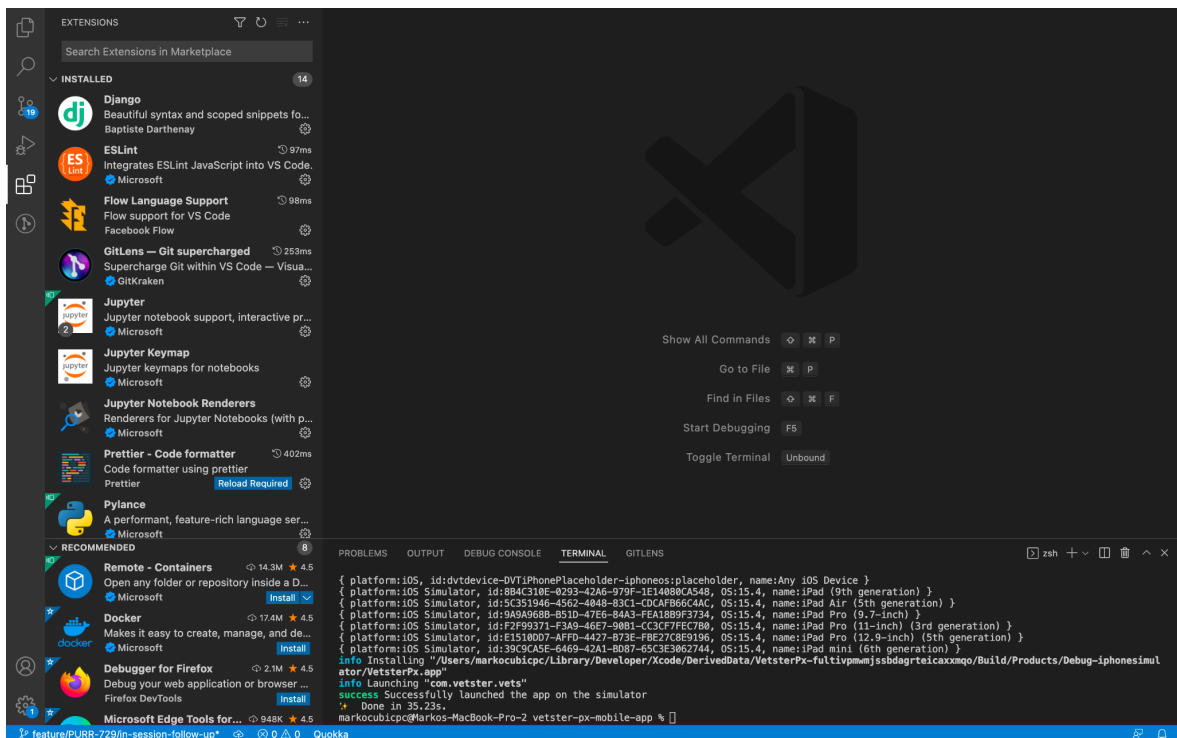 EXTENSIONS
Search Extensions in Marketplace
INSTALLED 14
19
Django
Beautiful syntax and scoped snippets fo...
Baptiste Darthenay
ESLint 97ms
Integrates ESLint JavaScript into VS Code.
Microsoft
Flow Language Support 98ms
Flow support for VS Code
Facebook Flow
GitLens — Git supercharged 253ms
Supercharge Git within VS Code — Visua...
GitKraken
Jupyter
Jupyter notebook support, interactive pr...
2 Microsoft
Jupyter Keymap
Jupyter keymaps for notebooks
Microsoft
Jupyter Notebook Renderers
Renderers for Jupyter Notebooks (with p...
Microsoft
Prettier - Code formatter 402ms
Code formatter using prettier
Prettier Reload Required
Pylance
A performant, feature-rich language ser...
Microsoft
RECOMMENDED 8
Remote - Containers 14.3M ★ 4.5
Open any folder or repository inside a D...
Microsoft Install
Docker 17.4M ★ 4.5
Makes it easy to create, manage, and de...
Microsoft Install
Debugger for Firefox 2.1M ★ 4.5
Debug your web application or browser ...
Firefox DevTools Install
1
Microsoft Edge Tools for... 948K ★ 4.5
dj
ES
Lint
jupyter
jupyter
docker
Show All Commands ⇧ ⌘ P
Go to File ⌘ P
Find in Files ⇧ ⌘ F
Start Debugging F5
Toggle Terminal Unbound
PROBLEMS OUTPUT DEBUG CONSOLE TERMINAL GITLENS zsh
{ platform:iOS, id:dvtdevice-DVTiPhonePlaceholder-iphoneos:placeholder, name:Any iOS Device }
{ platform:iOS Simulator, id:8B4C310E-0293-42A6-979F-1E14080CA548, OS:15.4, name:iPad (9th generation) }
{ platform:iOS Simulator, id:5C351946-4562-4048-83C1-CDCAFB66C4AC, OS:15.4, name:iPad Air (5th generation) }
{ platform:iOS Simulator, id:9A9A968B-B51D-47E6-84A3-FEA18B9F3734, OS:15.4, name:iPad Pro (9.7-inch) }
{ platform:iOS Simulator, id:F2F99371-F3A9-46E7-90B1-CC3CF7FEC7B0, OS:15.4, name:iPad Pro (11-inch) (3rd generation) }
{ platform:iOS Simulator, id:E1510DD7-AFFD-4427-B73E-FBE27C8E9196, OS:15.4, name:iPad Pro (12.9-inch) (5th generation) }
{ platform:iOS Simulator, id:39C9CA5E-6469-42A1-BD87-65C3E3062744, OS:15.4, name:iPad mini (6th generation) }
info Installing "/Users/markocubicpc/Library/Developer/Xcode/DerivedData/VetsterPx-fultivpmwmjssbdagrteicaxxmqo/Build/Products/Debug-iphonesimul
ator/VetsterPx.app"
info Launching "com.vetster.vets"
success Successfully launched the app on the simulator
✨ Done in 35.23s.
markocubicpc@Markos-MacBook-Pro-2 vetster-px-mobile-app %
feature/PURR-729/in-session-follow-up* 0 0 Quokka